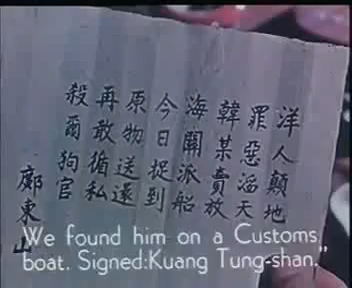 洋人顛地
罪惡滔天
韓某賣放
海關派船
今日捉到
原物送還
再敢循私
殺爾狗官
鄺東山
We found him on a Customs
boat. Signed:Kuang Tung-shan."